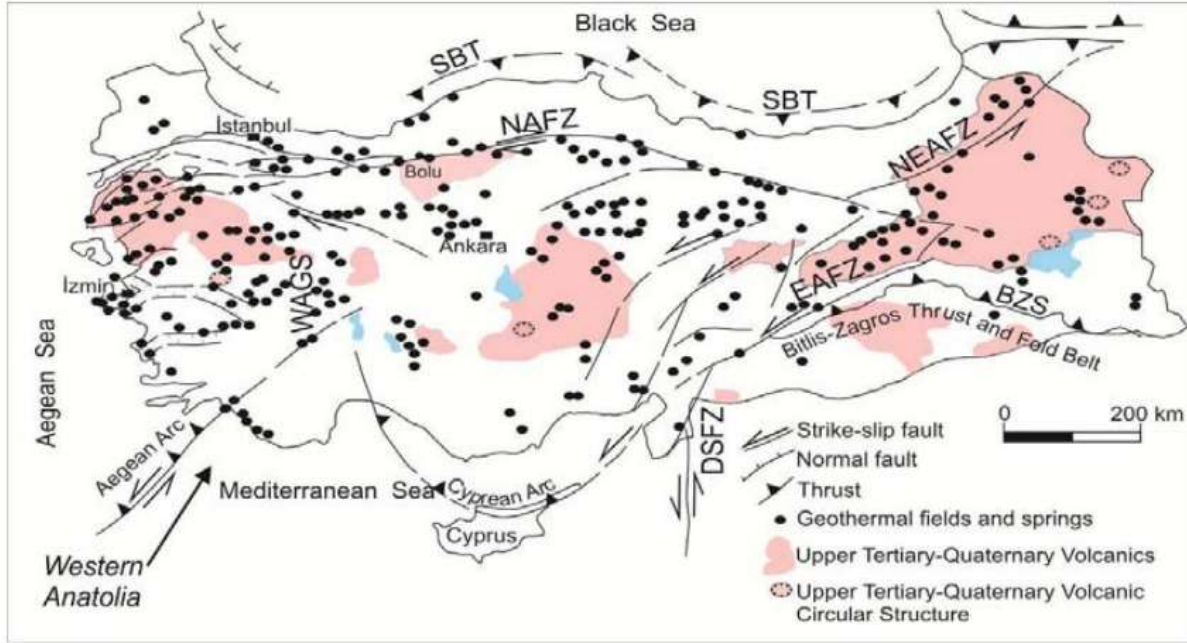 Black Sea
SBT
SBT
İstanbul
NAFZ
Bolu
NEAFZ
Ankara
İzmir
WAGS
EAFZ
BZS
Bitlis-Zagros Thrust and Fold Belt
Aegean Sea
Aegean Arc
Mediterranean Sea
Cyprean Arc
Cyprus
DSFZ
Western
Anatolia
0 200 km
Strike-slip fault
Normal fault
Thrust
Geothermal fields and springs
Upper Tertiary-Quaternary Volcanics
Upper Tertiary-Quaternary Volcanic
Circular Structure